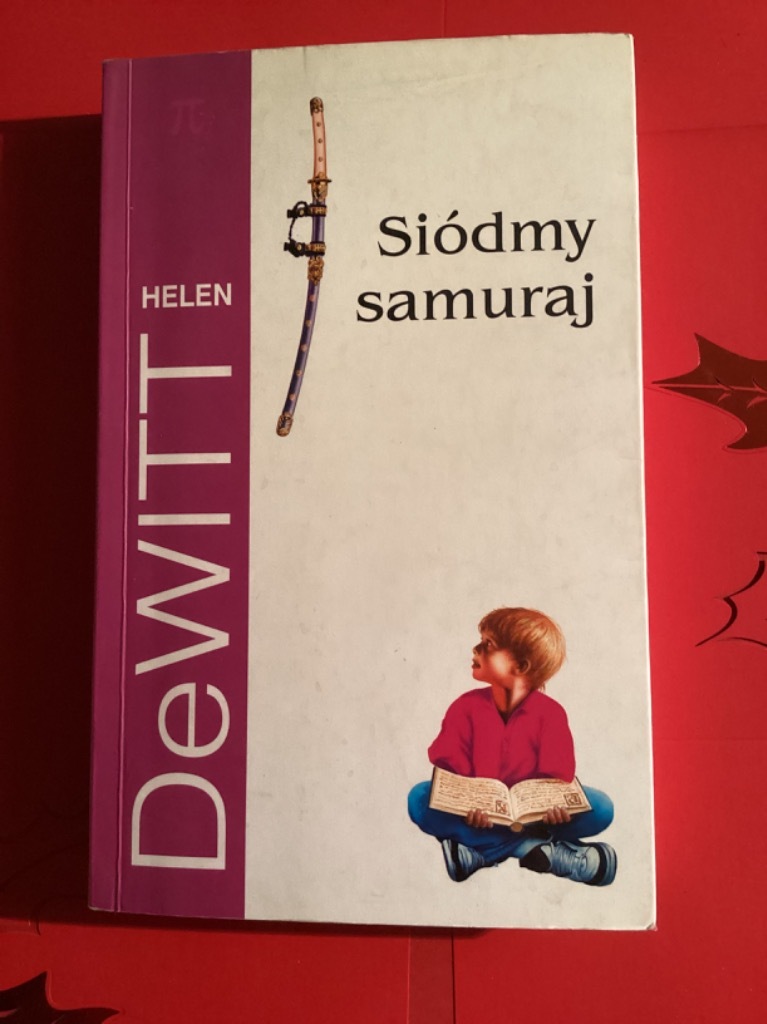 π
HELEN
DeWITT
Siódmy
samuraj